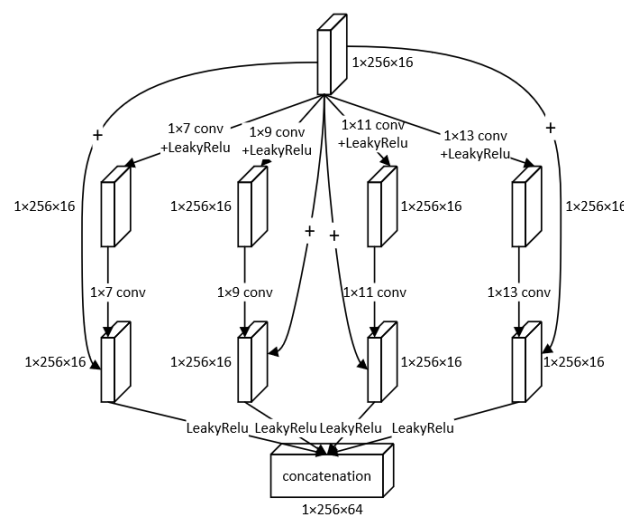 1×256×16
1×7 conv
+LeakyRelu
1×9 conv
+LeakyRelu
1×11 conv
+LeakyRelu
1×13 conv
+LeakyRelu
+
+
1×256×16
1×256×16
1×256×16
1×256×16
+
+
1×7 conv
1×9 conv
1×11 conv
1×13 conv
1×256×16
1×256×16
1×256×16
1×256×16
LeakyRelu
LeakyRelu
LeakyRelu
LeakyRelu
concatenation
1×256×64